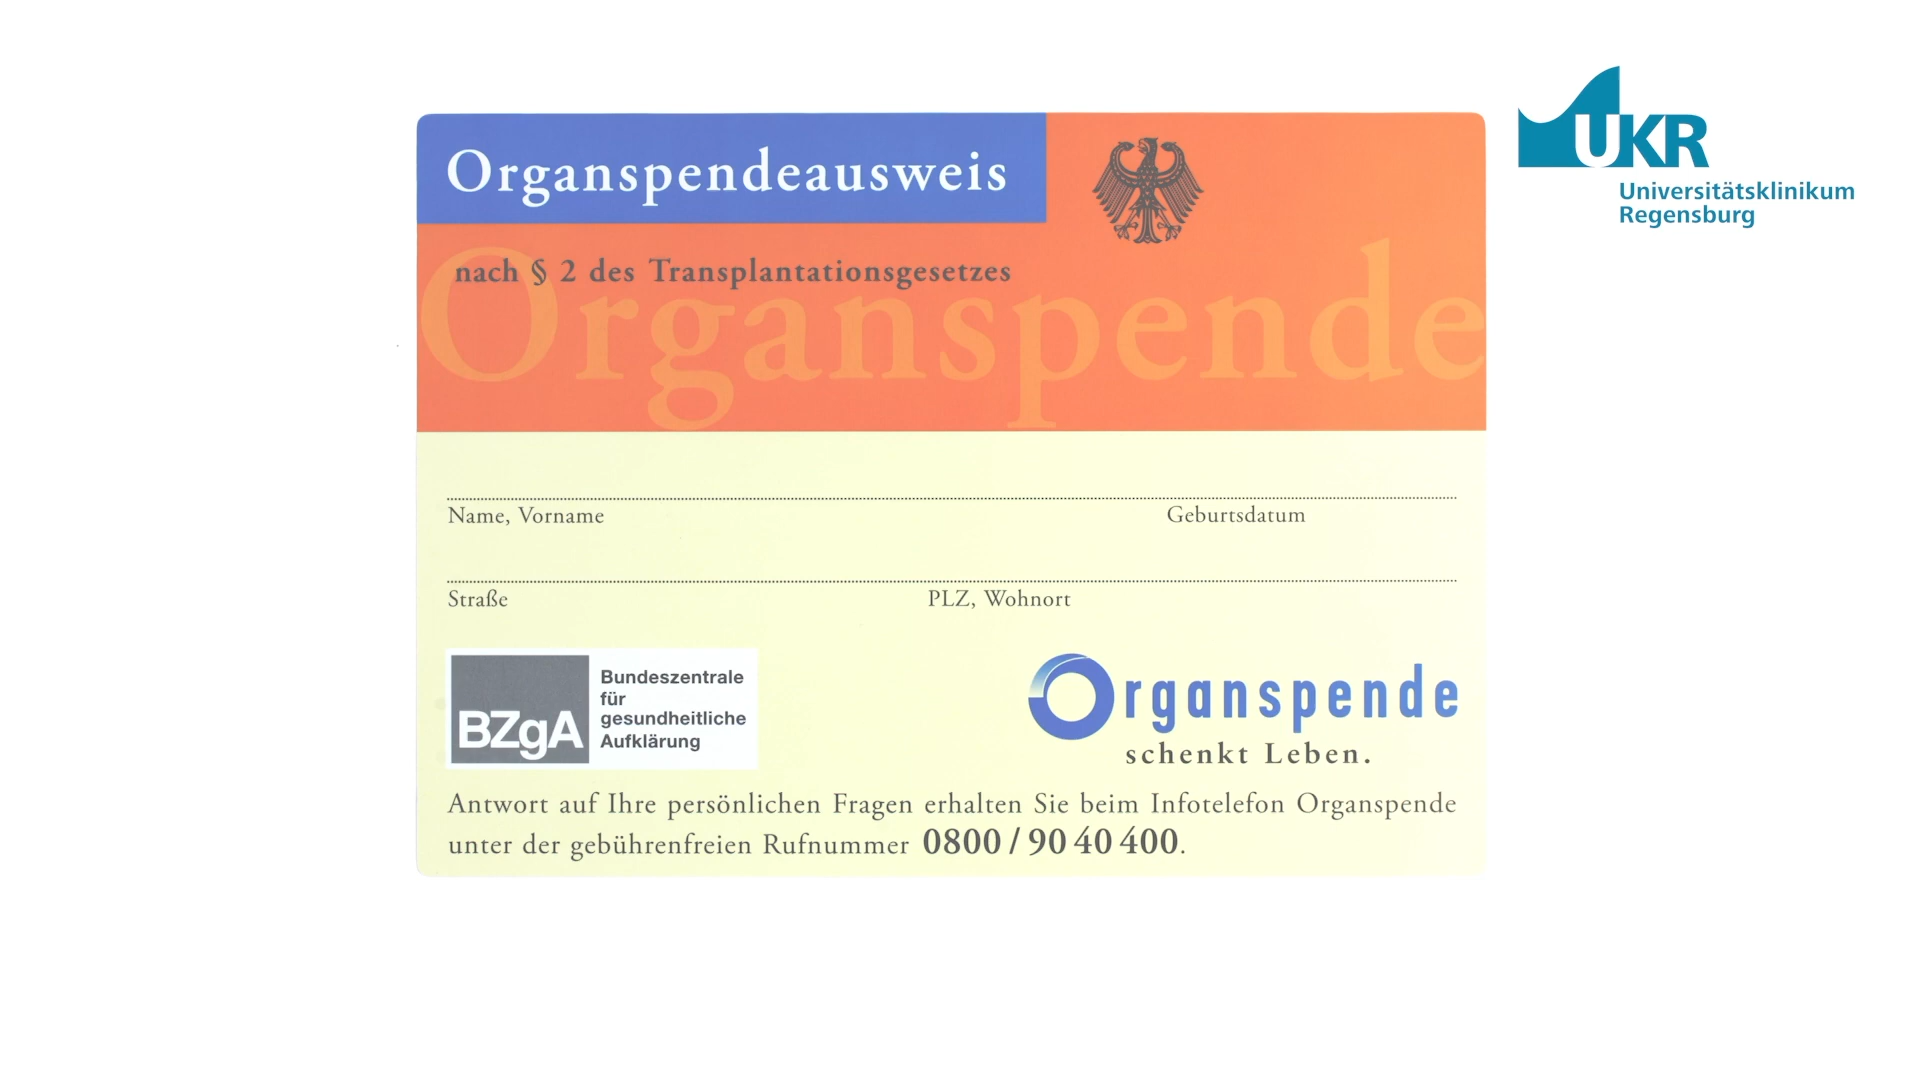 Organspendeausweis
nach § 2 des Transplantationsgesetzes
Organspende
Name, Vorname Geburtsdatum
Straße PLZ, Wohnort
BZgA
Bundeszentrale
für
gesundheitliche
Aufklärung
Organspende
schenkt Leben.
Antwort auf Ihre persönlichen Fragen erhalten Sie beim Infotelefon Organspende
unter der gebührenfreien Rufnummer 0800 / 90 40 400.
UKR
Universitätsklinikum
Regensburg